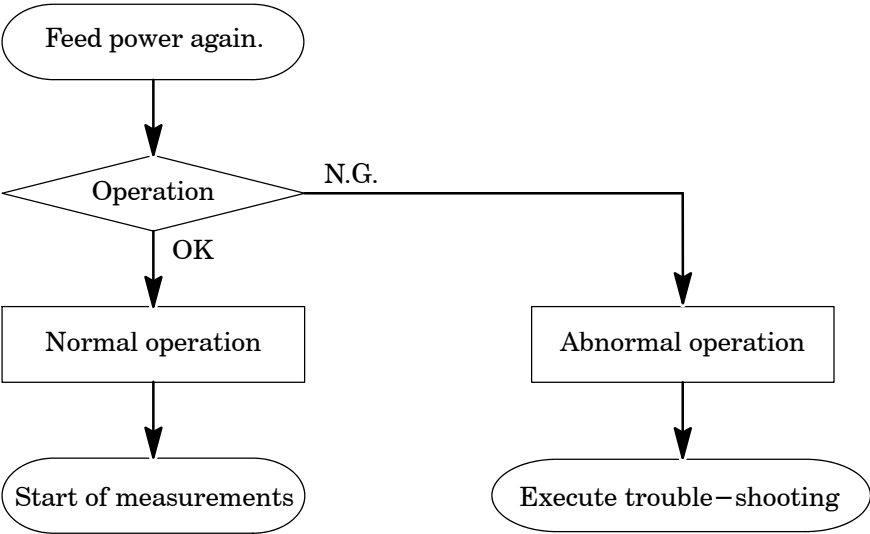 Feed power again.
N.G.
Operation
OK
Normal operation
Abnormal operation
Start of measurements
Execute trouble−shooting